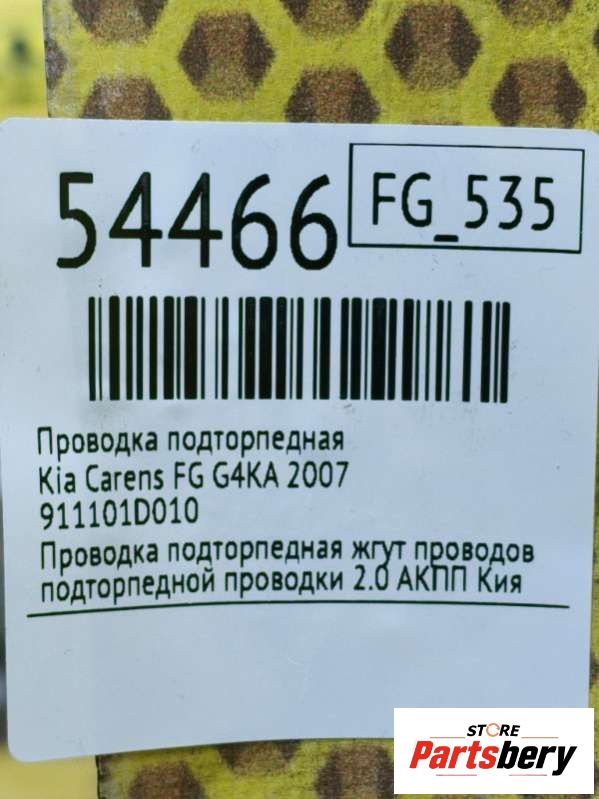 54466
FG_535
Проводка подторпедная
Kia Carens FG G4KA 2007
911101D010
Проводка подторпедная жгут проводов
подторпедной проводки 2.0 АКПП Кия
STORE
Partsbery